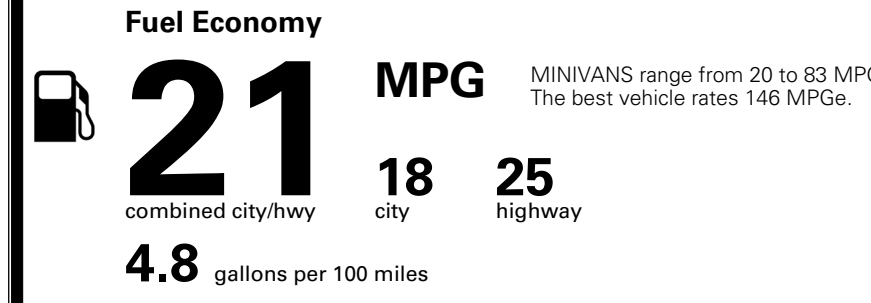 Fuel Economy
21 MPG
MINIVANS range from 20 to 83 MPG
The best vehicle rates 146 MPGe.
18 25
combined city/hwy city highway
4.8 gallons per 100 miles